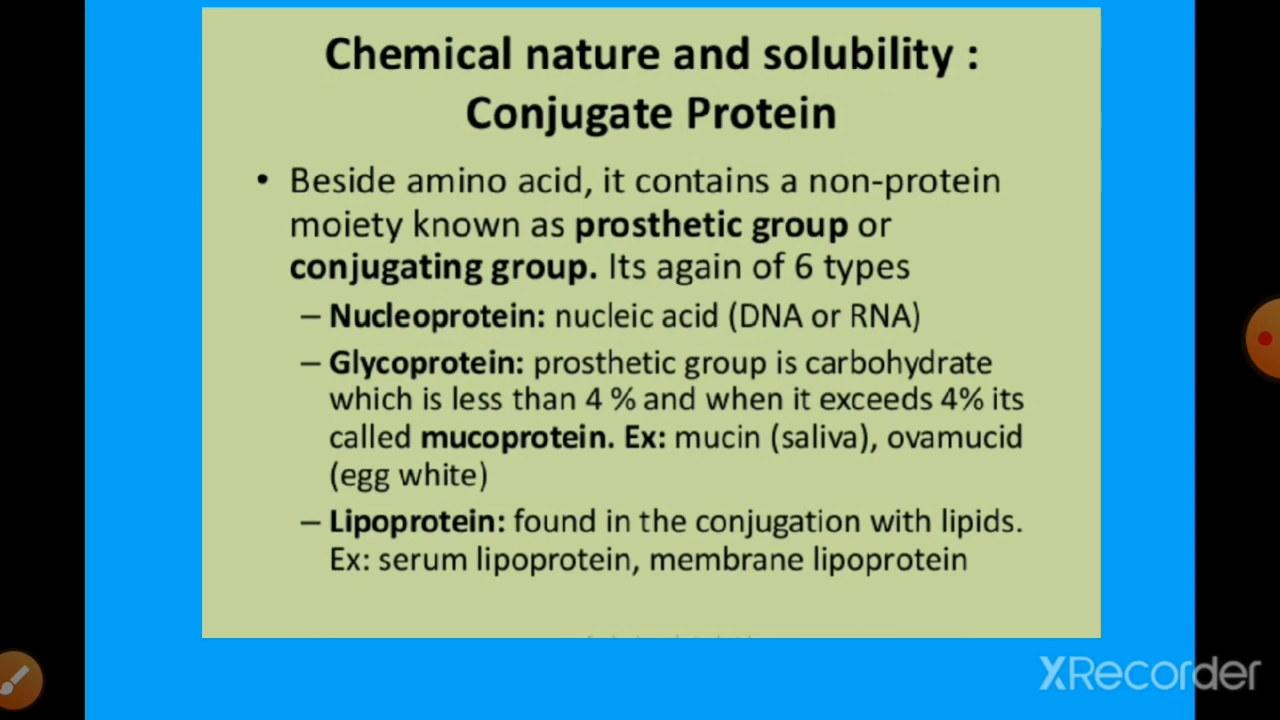 Chemical nature and solubility :
Conjugate Protein
• Beside amino acid, it contains a non-protein
moiety known as prosthetic group or
conjugating group. Its again of 6 types
– Nucleoprotein: nucleic acid (DNA or RNA)
– Glycoprotein: prosthetic group is carbohydrate
which is less than 4 % and when it exceeds 4% its
called mucoprotein. Ex: mucin (saliva), ovamucid
(egg white)
– Lipoprotein: found in the conjugation with lipids.
Ex: serum lipoprotein, membrane lipoprotein
XRecorder